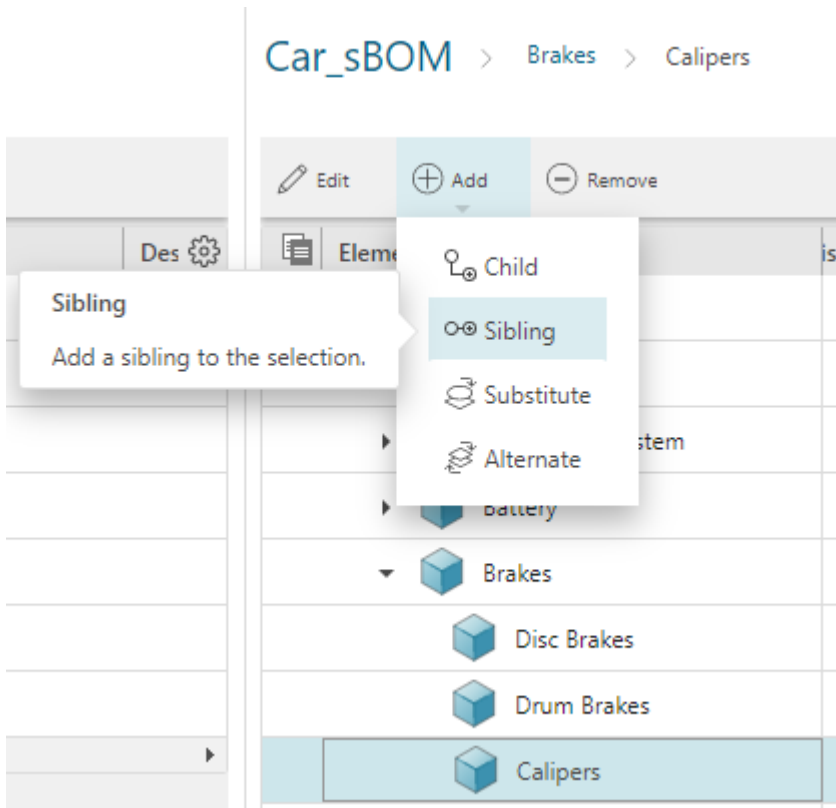 Car_sBOM > Brakes > Calipers
Edit Add Remove
Des Eleme is
Child
Sibling
Add a sibling to the selection.
Sibling
Substitute
stem
Alternate
Battery
Brakes
Disc Brakes
Drum Brakes
Calipers